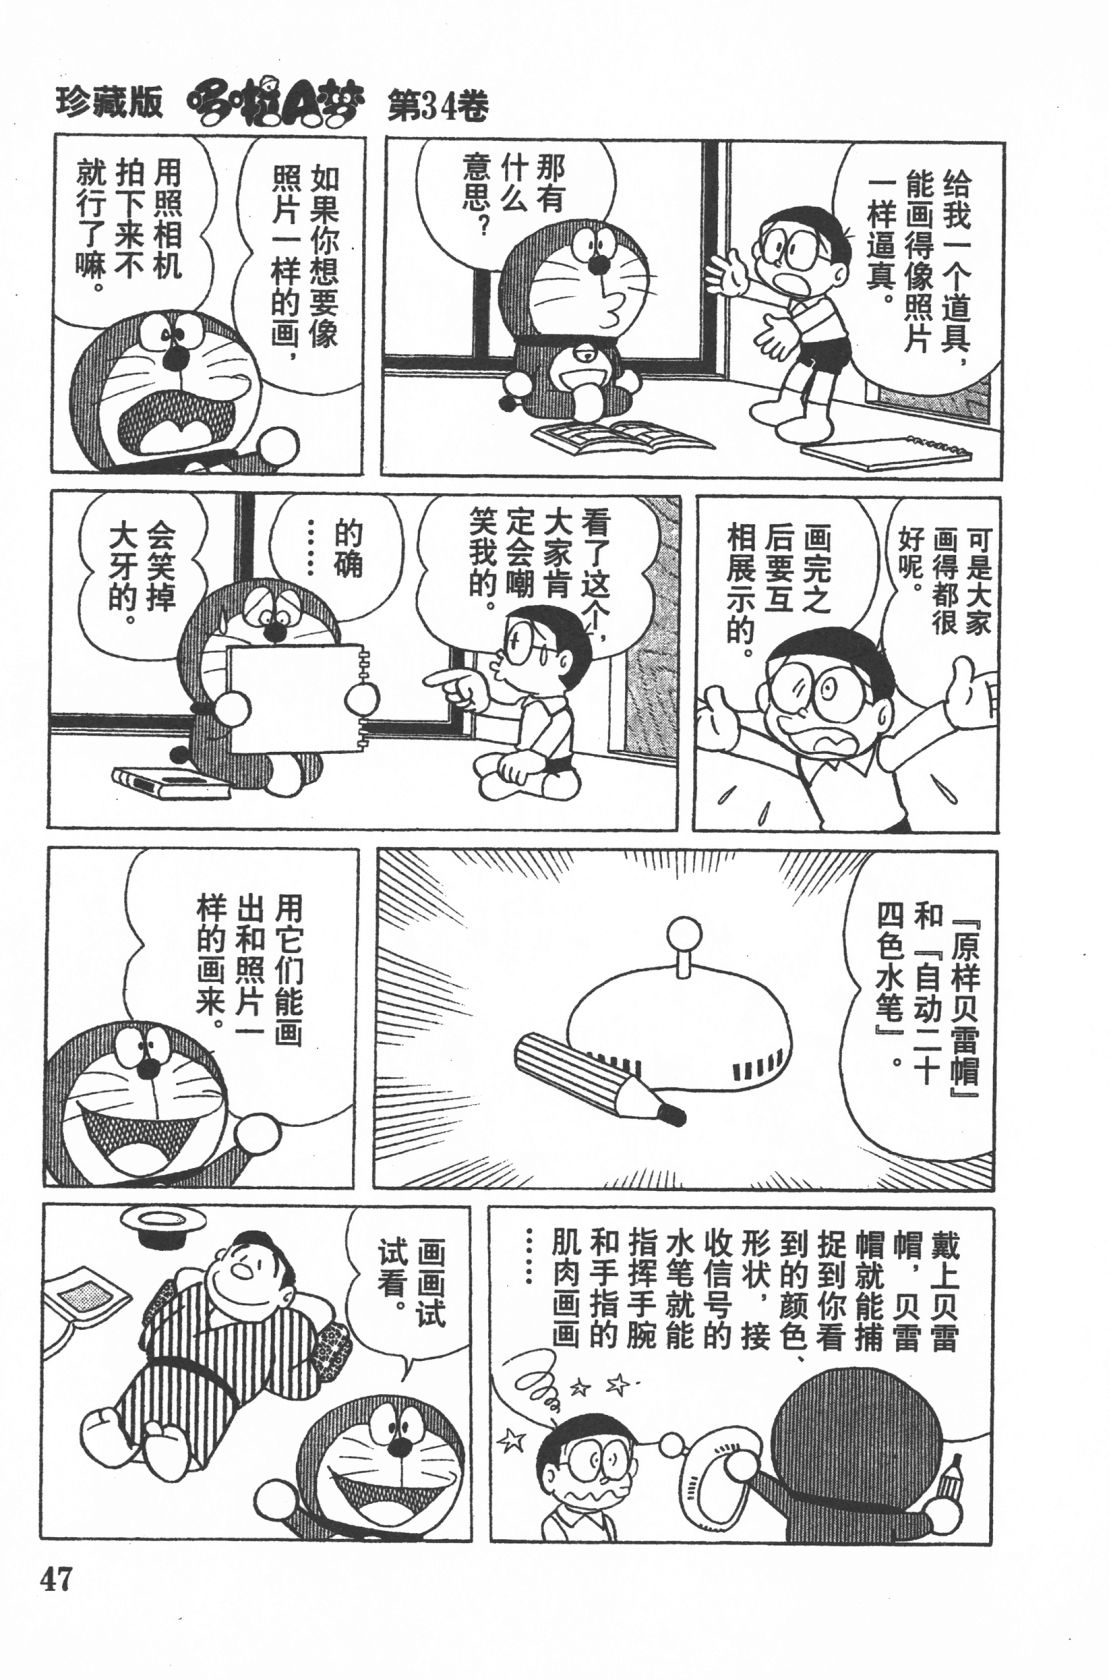 珍藏版 哆啦A梦 第34卷
给我一个道具，
能画得像照片
一样逼真。
那有
什么
意思？
如果你想要像
照片一样的画，
用照相机
拍下来不
就行了嘛。
可是大家
画得都很
好呢。
画完之
后要互
相展示的。
看了这个，
大家肯
定会嘲
笑我的。
的确
……
会笑掉
大牙的。
『原样贝雷帽』
和『自动二十
四色水笔』。
用它们能画
出和照片一
样的画来。
戴上贝雷
帽，贝雷
帽就能捕
捉到你看
到的颜色、
形状，接
收信号的
水笔就能
指挥手腕
和手指的
肌肉画画
……
画画试
试看。
47